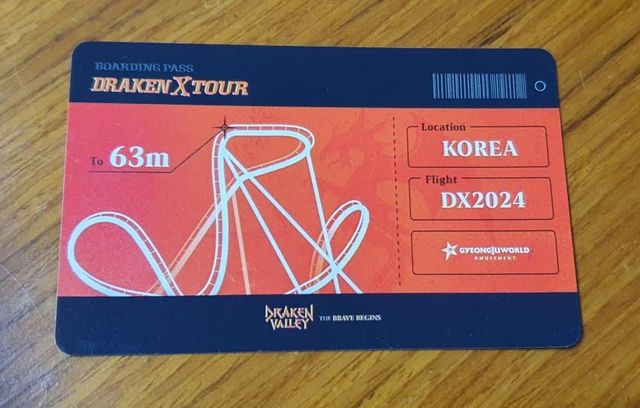 BOARDING PASS
DRAKEN X TOUR
To 63m
Location
KOREA
Flight
DX2024
GYEONGJUWORLD
AMUSEMENT
DRAKEN
VALLEY
THE BRAVE BEGINS